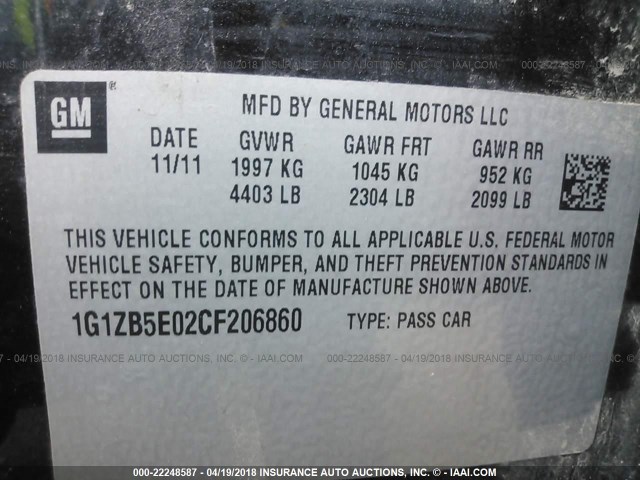 GM ®
MFD BY GENERAL MOTORS LLC
DATE GVWR GAWR FRT GAWR RR
11/11 1997 KG 1045 KG 952 KG
4403 LB 2304 LB 2099 LB
THIS VEHICLE CONFORMS TO ALL APPLICABLE U.S. FEDERAL MOTOR
VEHICLE SAFETY, BUMPER, AND THEFT PREVENTION STANDARDS IN
EFFECT ON THE DATE OF MANUFACTURE SHOWN ABOVE.
1G1ZB5E02CF206860 TYPE: PASS CAR
000-22248587 - 04/19/2018 INSURANCE AUTO AUCTIONS, INC. - © IAAI.COM